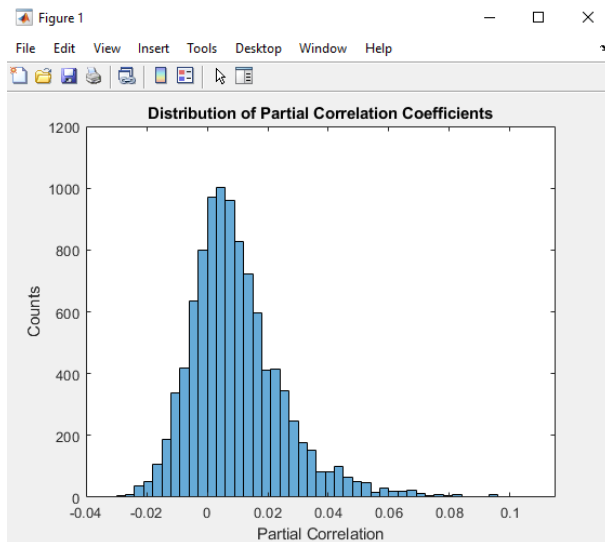 Figure 1
File Edit View Insert Tools Desktop Window Help
Distribution of Partial Correlation Coefficients
1200
1000
800
600
400
200
0
Counts
-0.04 -0.02 0 0.02 0.04 0.06 0.08 0.1
Partial Correlation